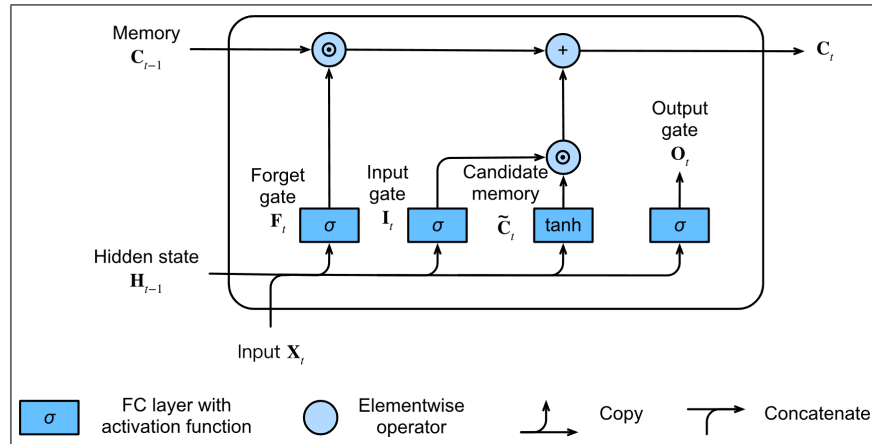 Memory
C_{t-1}
⊙
+
C_t
Output
gate
O_t
⊙
Forget
gate
F_t
Input
gate
I_t
Candidate
memory
C̃_t
σ
σ
tanh
σ
Hidden state
H_{t-1}
Input X_t
σ
FC layer with
activation function
Elementwise
operator
Copy
Concatenate